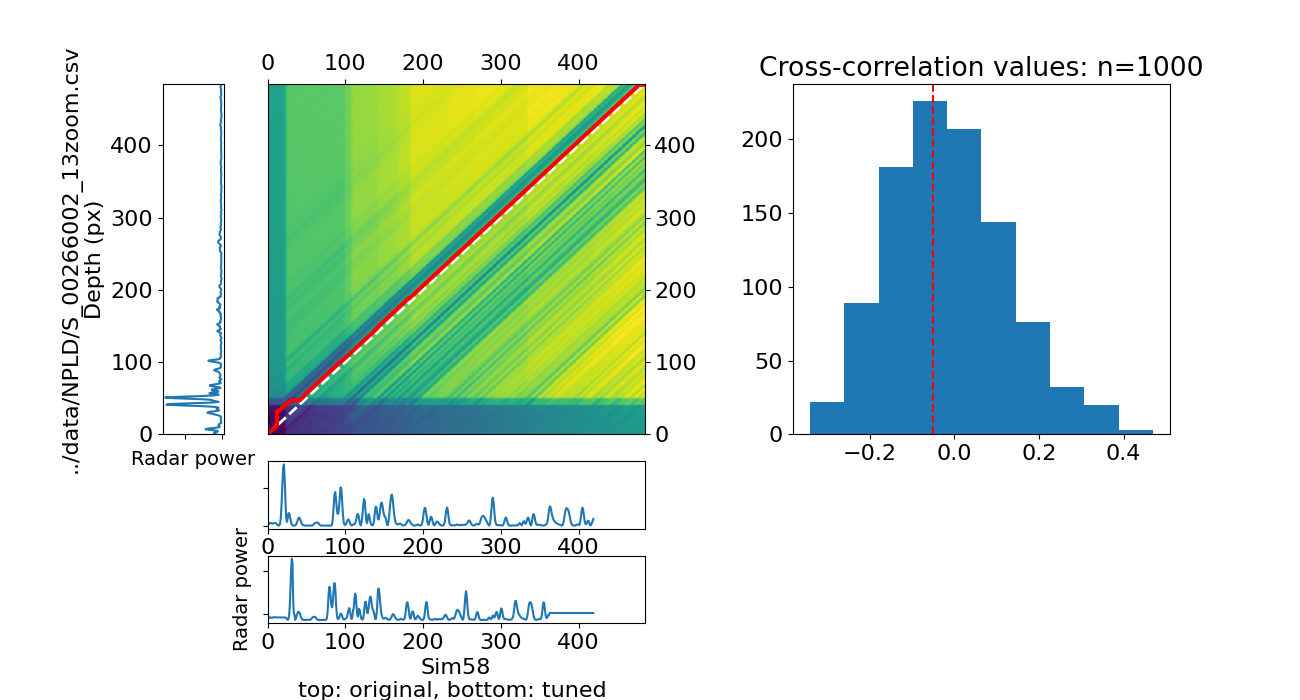 ../data/NPLD/S_00266002_13zoom.csv
Depth (px)
0 100 200 300 400
400
300
200
100
0
Radar power
400
300
200
100
0
0 100 200 300 400
Radar power
0 100 200 300 400
Sim58
top: original, bottom: tuned
Cross-correlation values: n=1000
200
150
100
50
0
−0.2 0.0 0.2 0.4